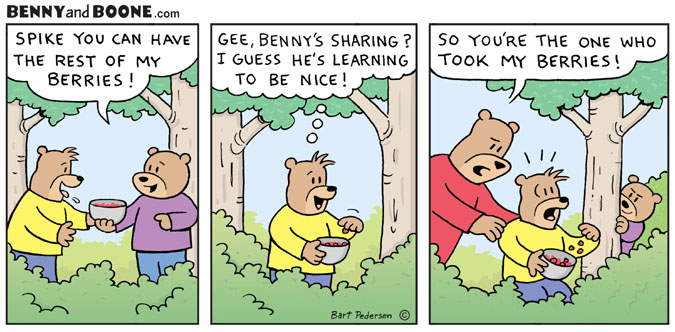 BENNY and BOONE.com
SPIKE YOU CAN HAVE
THE REST OF MY
BERRIES!
GEE, BENNY'S SHARING?
I GUESS HE'S LEARNING
TO BE NICE!
SO YOU'RE THE ONE WHO
TOOK MY BERRIES!
Bart Pedersen ©